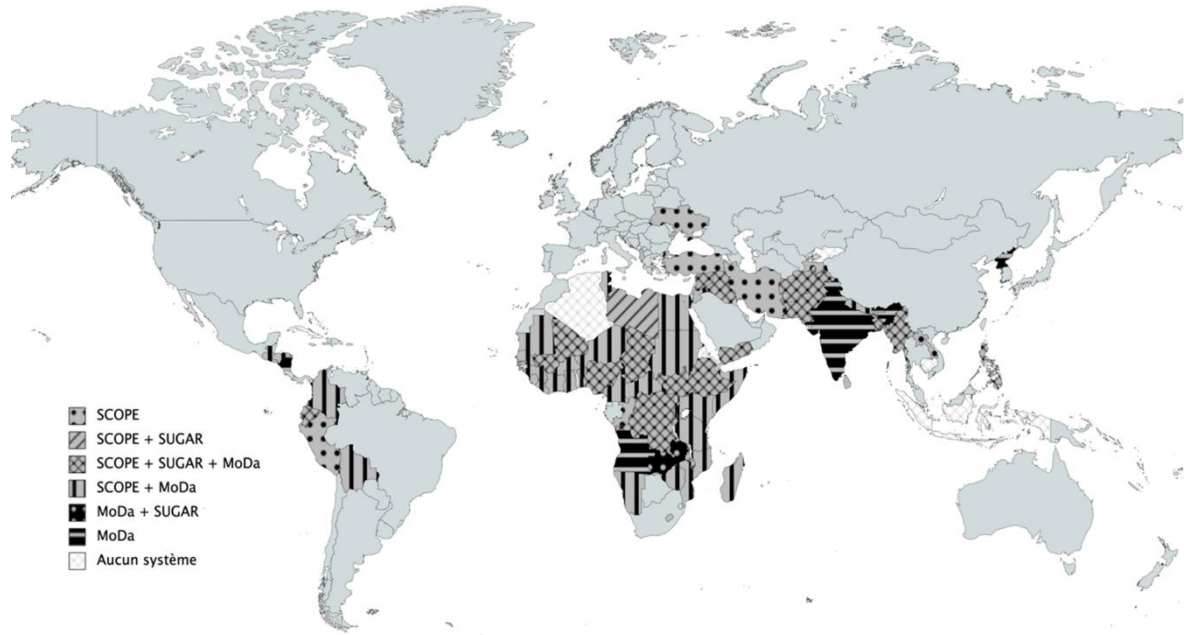 SCOPE
SCOPE + SUGAR
SCOPE + SUGAR + MoDa
SCOPE + MoDa
MoDa + SUGAR
MoDa
Aucun système